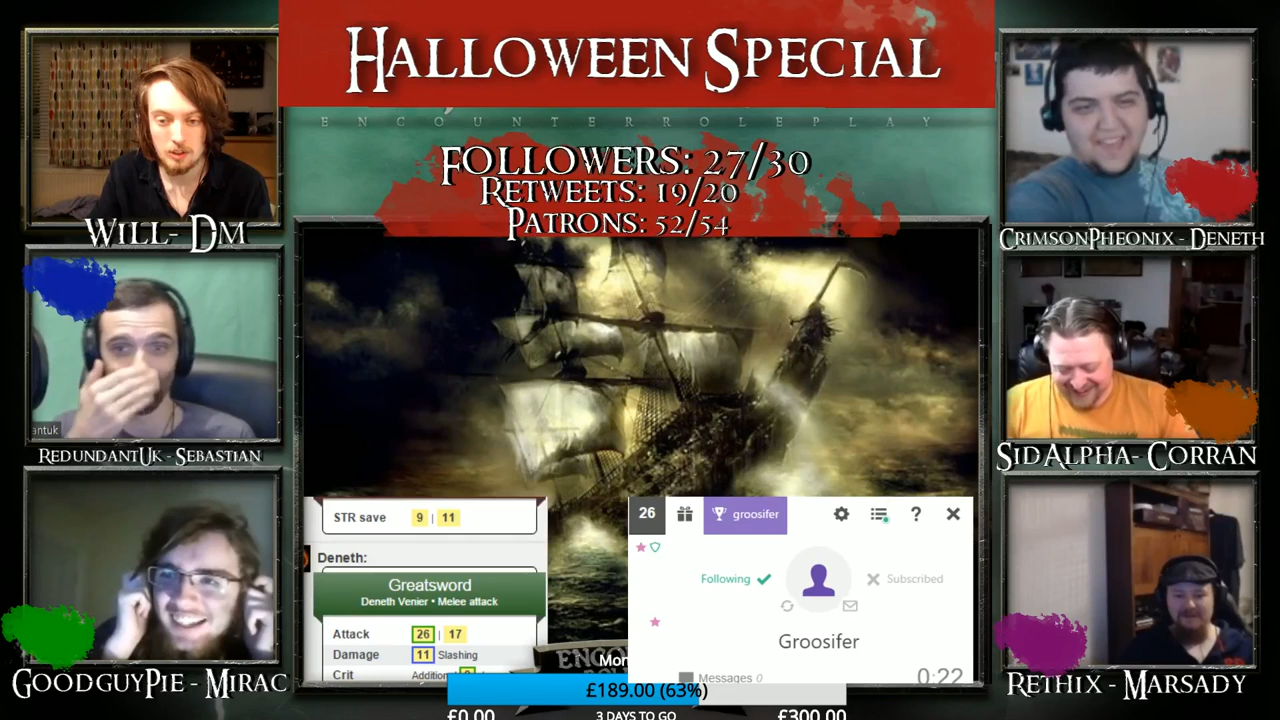 HALLOWEEN SPECIAL
ENCOUNTERROLEPLAY
FOLLOWERS: 27/30
RETWEETS: 19/20
PATRONS: 52/54
WILL- DM
CRIMSONPHEONIX - DENETH
antuk
REDUNDANTUK - SEBASTIAN
SIDALPHA- CORRAN
GOODGUYPIE - MIRAC
RETHIX - MARSADY
STR save 9 | 11
Deneth:
Greatsword
Deneth Venier • Melee attack
Attack 26 | 17
Damage 11 Slashing
Crit
26 groosifer ?
Following Subscribed
Groosifer
Messages 0 0:22
£189.00 (63%)
£0.00 3 DAYS TO GO £300.00